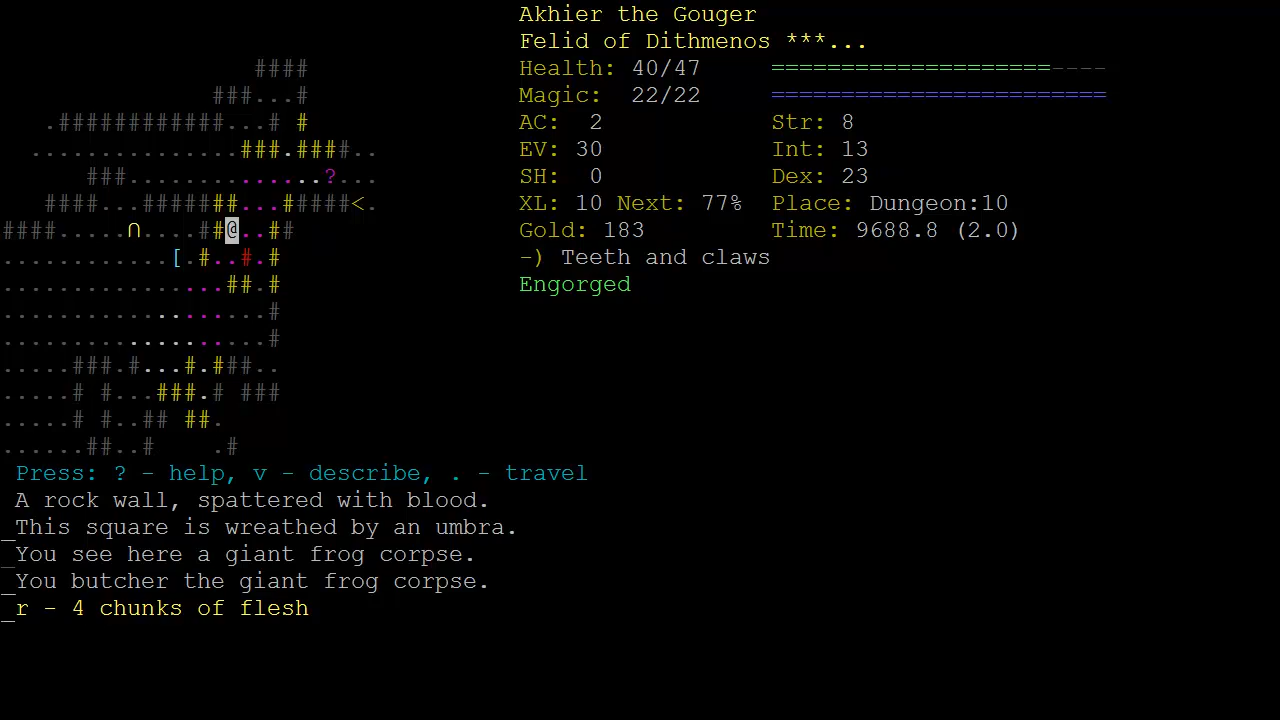 Akhier the Gouger
Felid of Dithmenos ***...
####
Health: 40/47 ====================----
###...#
Magic: 22/22 ========================
.############...# #
AC: 2 Str: 8
...............###.####..
EV: 30 Int: 13
###..............?...
SH: 0 Dex: 23
####...#######...#####<.
XL: 10 Next: 77% Place: Dungeon:10
####.....∩....##@..##
Gold: 183 Time: 9688.8 (2.0)
............[.#..#.#
-) Teeth and claws
................##.#
Engorged
...................#
...................#
.....###.#...#.###..
.....# #...###.# ###
.....# #..## ##.
......##..# .#
Press: ? - help, v - describe, . - travel
A rock wall, spattered with blood.
_This square is wreathed by an umbra.
_You see here a giant frog corpse.
_You butcher the giant frog corpse.
_r - 4 chunks of flesh
_